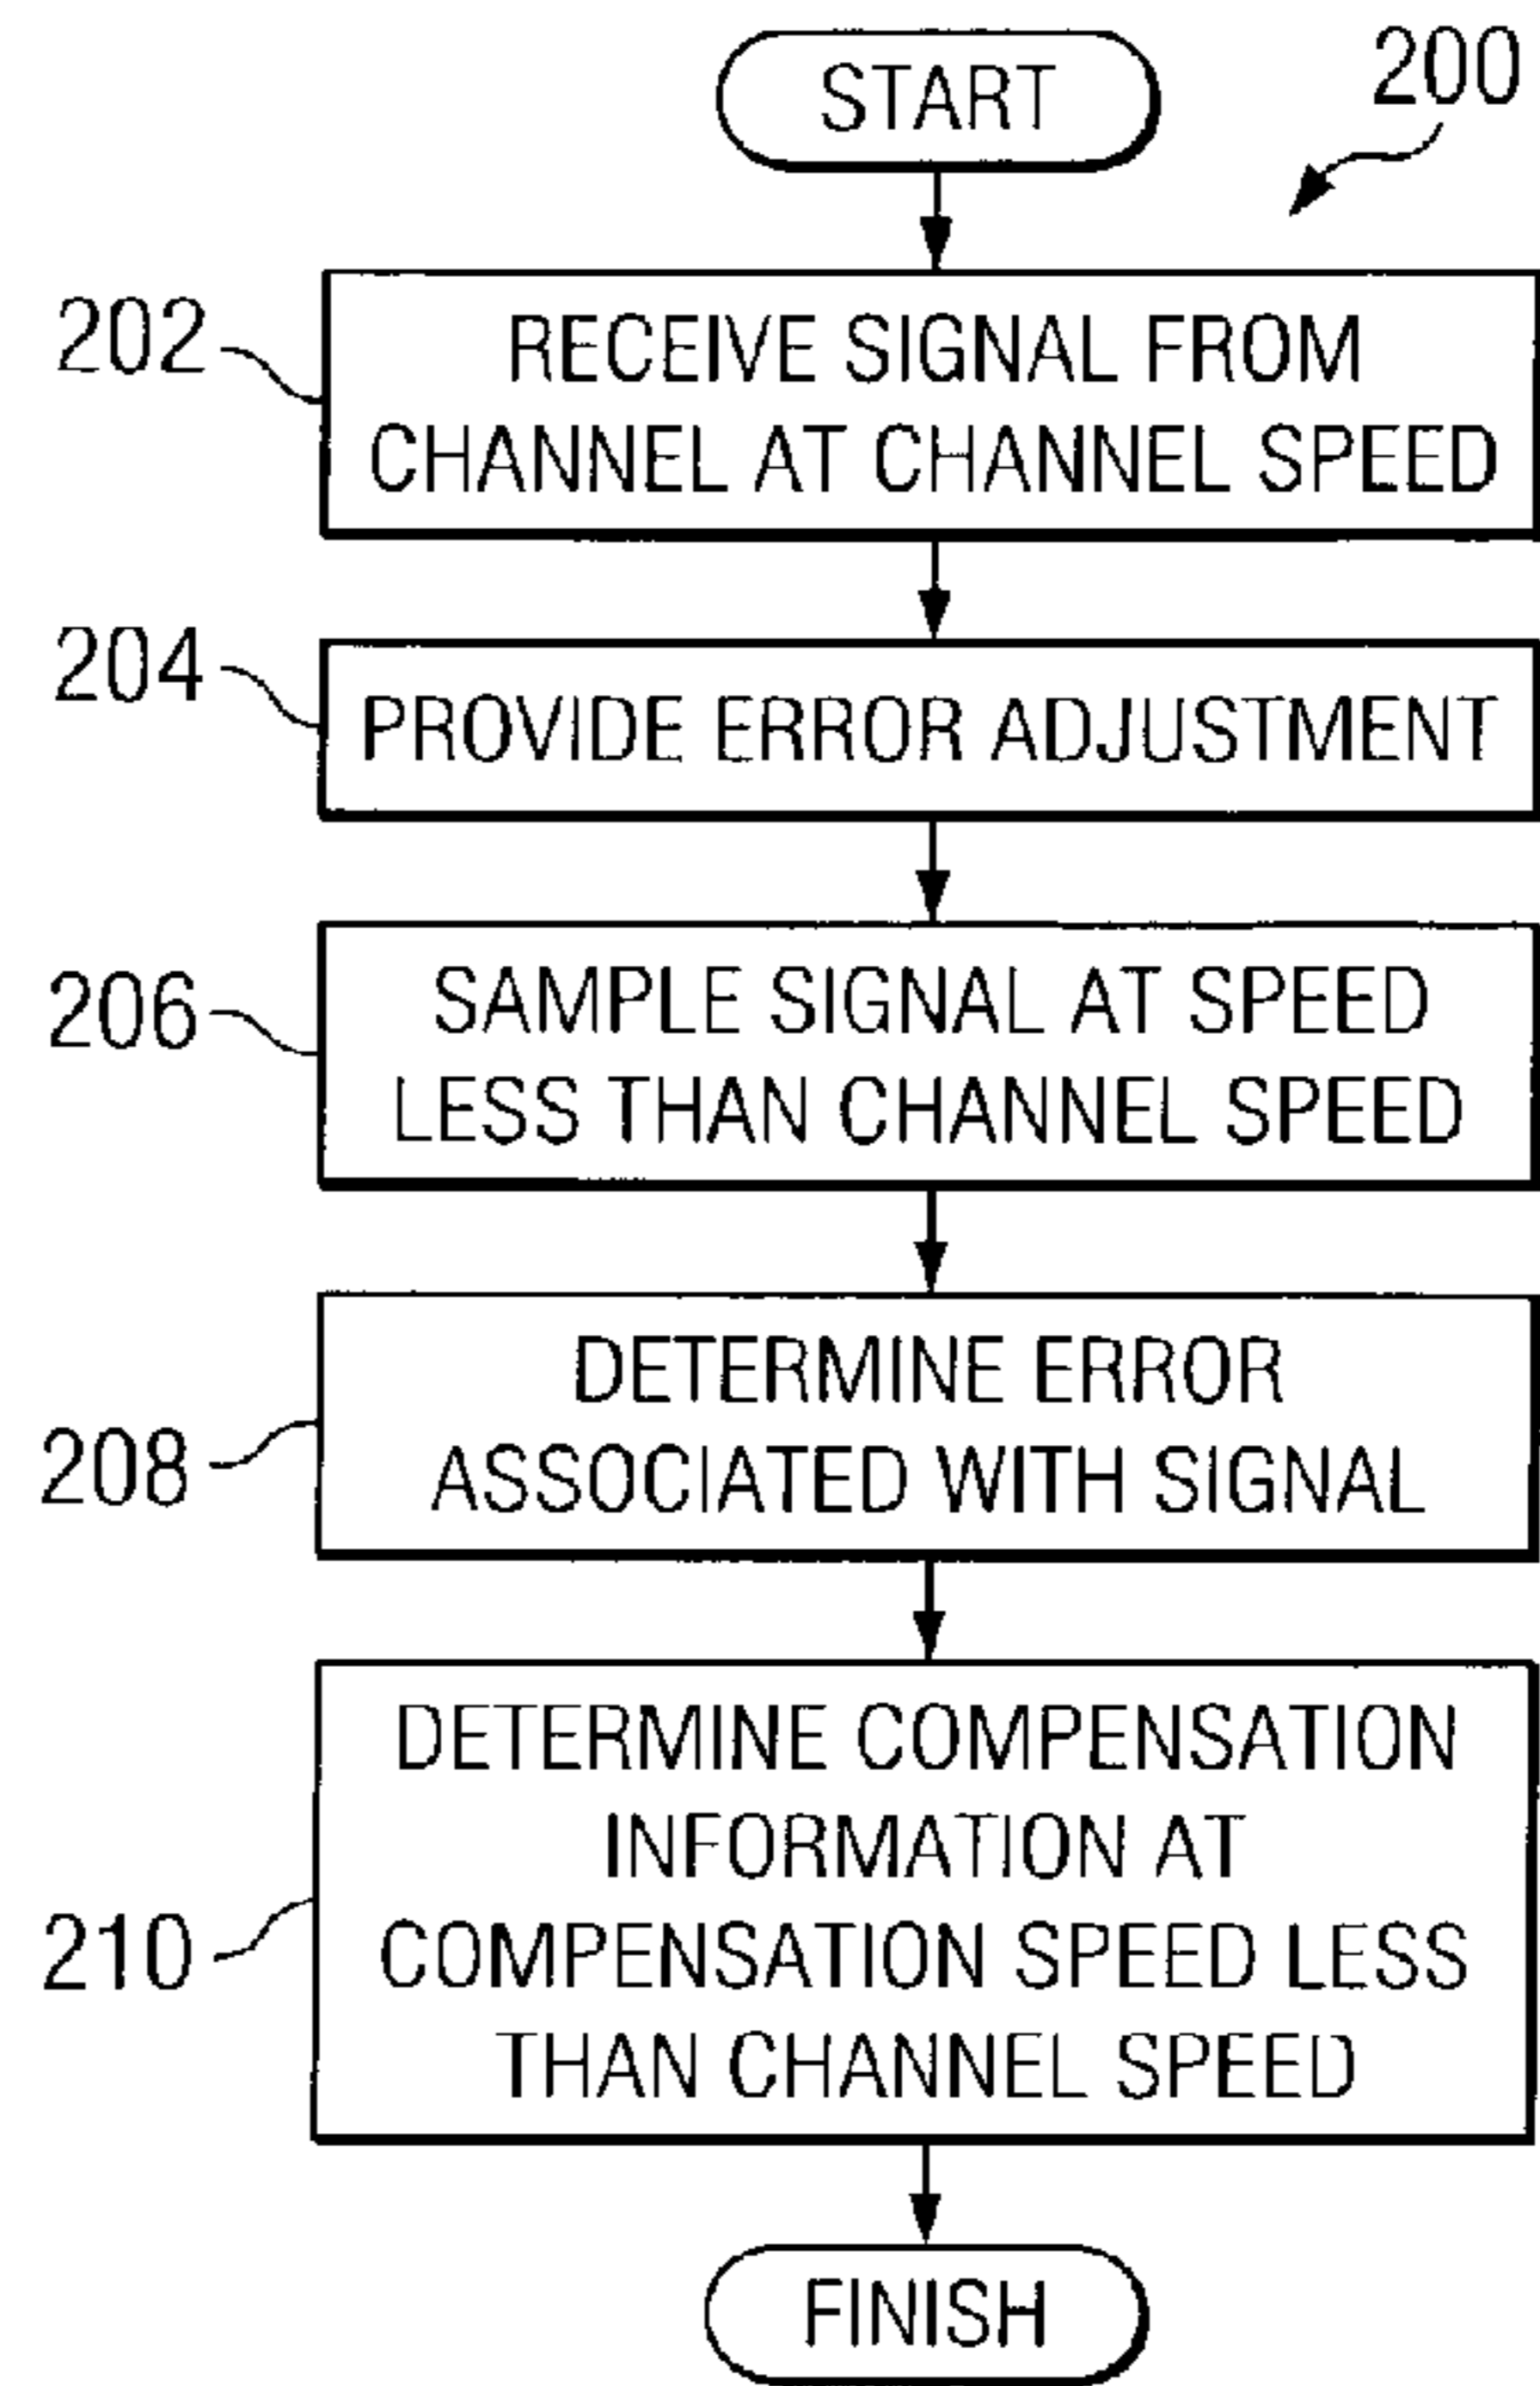 START
200
202
RECEIVE SIGNAL FROM
CHANNEL AT CHANNEL SPEED
204
PROVIDE ERROR ADJUSTMENT
206
SAMPLE SIGNAL AT SPEED
LESS THAN CHANNEL SPEED
208
DETERMINE ERROR
ASSOCIATED WITH SIGNAL
210
DETERMINE COMPENSATION
INFORMATION AT
COMPENSATION SPEED LESS
THAN CHANNEL SPEED
FINISH